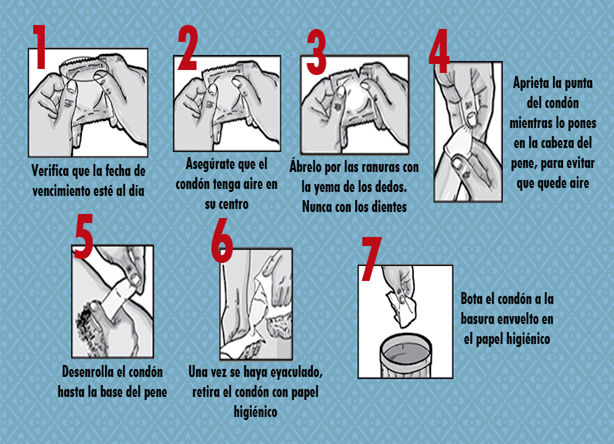 1
Verifica que la fecha de
vencimiento esté al día
2
Asegúrate que el
condón tenga aire en
su centro
3
Ábrelo por las ranuras con
la yema de los dedos.
Nunca con los dientes
4
Aprieta la punta
del condón
mientras lo pones
en la cabeza del
pene, para evitar
que quede aire
5
Desenrolla el condón
hasta la base del pene
6
Una vez se haya eyaculado,
retira el condón con papel
higiénico
7
Bota el condón a la
basura envuelto en
el papel higiénico